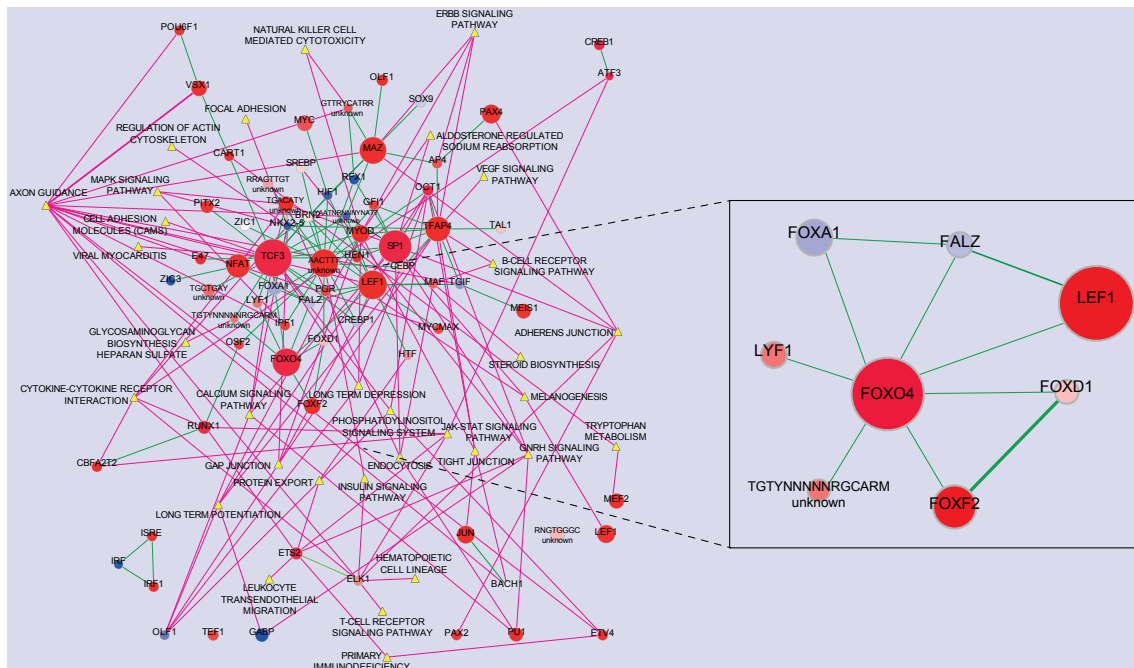 ERBB SIGNALING
PATHWAY
POU6F1
NATURAL KILLER CELL
MEDIATED CYTOTOXICITY
CREB1
ATF3
OLF1
VSX1
SOX9
GTTRYCATRR
unknown
PAX4
FOCAL ADHESION
MYC
REGULATION OF ACTIN
CYTOSKELETON
ALDOSTERONE REGULATED
SODIUM REABSORPTION
MAZ
CART1
SREBP
AP4
VEGF SIGNALING
PATHWAY
RFX1
MAPK SIGNALING
PATHWAY
RRAGTTGT
unknown
AXON GUIDANCE
HIF1
OCT1
PITX2
TGACATY
unknown
GFI1
BRN2
CELL ADHESION
MOLECULES (CAMS)
ZIC1
NKX2-5
MYOD
TFAP4
TAL1
VIRAL MYOCARDITIS
E47
TCF3
SP1
HEN1
AACTTT
unknown
CEBP
B-CELL RECEPTOR
SIGNALING PATHWAY
NFAT
ZIC3
TGCTGAY
unknown
FOXA1
LEF1
MAF
TGIF
PGR
FALZ
LYF1
MEIS1
TGTYNNNNNRGCARM
unknown
IPF1
CREBP1
MYCMAX
GLYCOSAMINOGLYCAN
BIOSYNTHESIS
HEPARAN SULPATE
ADHERENS JUNCTION
OSF2
FOXD1
FOXO4
HTF
STEROID BIOSYNTHESIS
CYTOKINE-CYTOKINE RECEPTOR
INTERACTION
CALCIUM SIGNALING
PATHWAY
LONG TERM DEPRESSION
MELANOGENESIS
FOXF2
PHOSPHATIDYLINOSITOL
SIGNALING SYSTEM
RUNX1
JAK-STAT SIGNALING
PATHWAY
TRYPTOPHAN
METABOLISM
GNRH SIGNALING
PATHWAY
CBFA2T2
GAP JUNCTION
ENDOCYTOSIS
TIGHT JUNCTION
PROTEIN EXPORT
INSULIN SIGNALING
PATHWAY
MEF2
LONG TERM POTENTIATION
ISRE
JUN
RNGTGGGC
unknown
LEF1
IRF
ETS2
HEMATOPOIETIC
CELL LINEAGE
IRF1
ELK1
BACH1
LEUKOCYTE
TRANSENDOTHELIAL
MIGRATION
T-CELL RECEPTOR
SIGNALING PATHWAY
OLF1
TEF1
GABP
PAX2
PU1
ETV4
PRIMARY
IMMUNODEFICIENCY
FOXA1
FALZ
LEF1
LYF1
FOXO4
FOXD1
TGTYNNNNNRGCARM
unknown
FOXF2